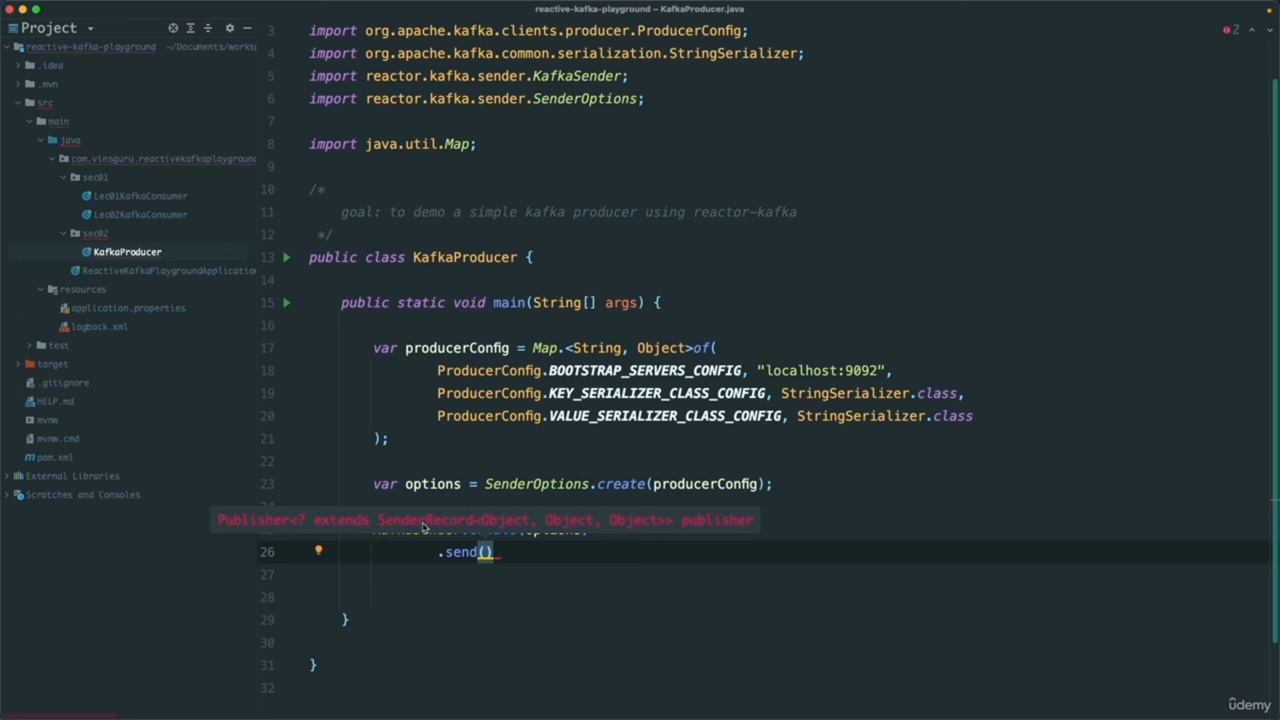 reactive-kafka-playground – KafkaProducer.java
Project
reactive-kafka-playground ~/Documents/works
.idea
.mvn
src
main
java
com.vinsguru.reactivekafkaplayground
sec01
Lec01KafkaConsumer
Lec02KafkaConsumer
sec02
KafkaProducer
ReactiveKafkaPlaygroundApplication
resources
application.properties
logback.xml
test
target
.gitignore
HELP.md
mvnw
mvnw.cmd
pom.xml
External Libraries
Scratches and Consoles
2
3 import org.apache.kafka.clients.producer.ProducerConfig;
4 import org.apache.kafka.common.serialization.StringSerializer;
5 import reactor.kafka.sender.KafkaSender;
6 import reactor.kafka.sender.SenderOptions;
7
8 import java.util.Map;
9
10 /*
11 goal: to demo a simple kafka producer using reactor-kafka
12 */
13 public class KafkaProducer {
14
15 public static void main(String[] args) {
16
17 var producerConfig = Map.<String, Object>of(
18 ProducerConfig.BOOTSTRAP_SERVERS_CONFIG, "localhost:9092",
19 ProducerConfig.KEY_SERIALIZER_CLASS_CONFIG, StringSerializer.class,
20 ProducerConfig.VALUE_SERIALIZER_CLASS_CONFIG, StringSerializer.class
21 );
22
23 var options = SenderOptions.create(producerConfig);
Publisher<? extends SenderRecord<Object, Object, Object>> publisher
26 .send()
27
28
29 }
30
31 }
32
ûdemy